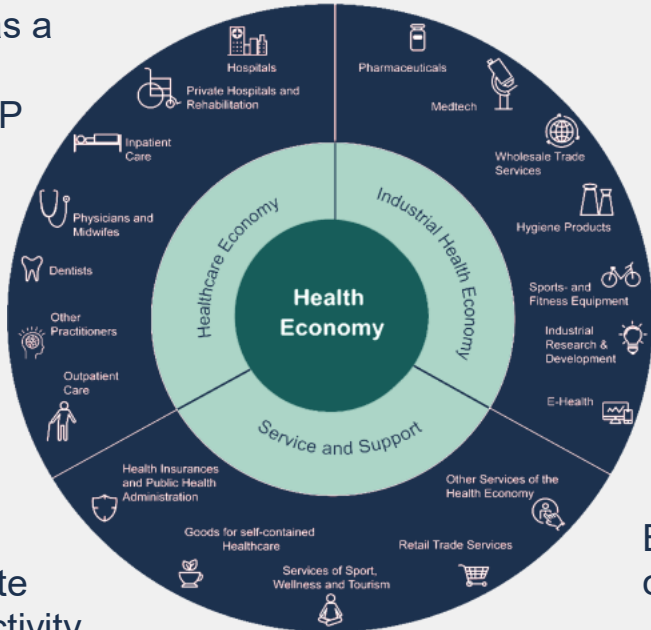 as a
P
Hospitals
Private Hospitals and
Rehabilitation
Inpatient
Care
Physicians and
Midwifes
Dentists
Other
Practitioners
Outpatient
Care
Pharmaceuticals
Medtech
Wholesale Trade
Services
Hygiene Products
Sports- and
Fitness Equipment
Industrial
Research &
Development
E-Health
Healthcare Economy
Industrial Health Economy
Health
Economy
Service and Support
Health Insurances
and Public Health
Administration
Goods for self-contained
Healthcare
Services of Sport,
Wellness and Tourism
Retail Trade Services
Other Services of the
Health Economy